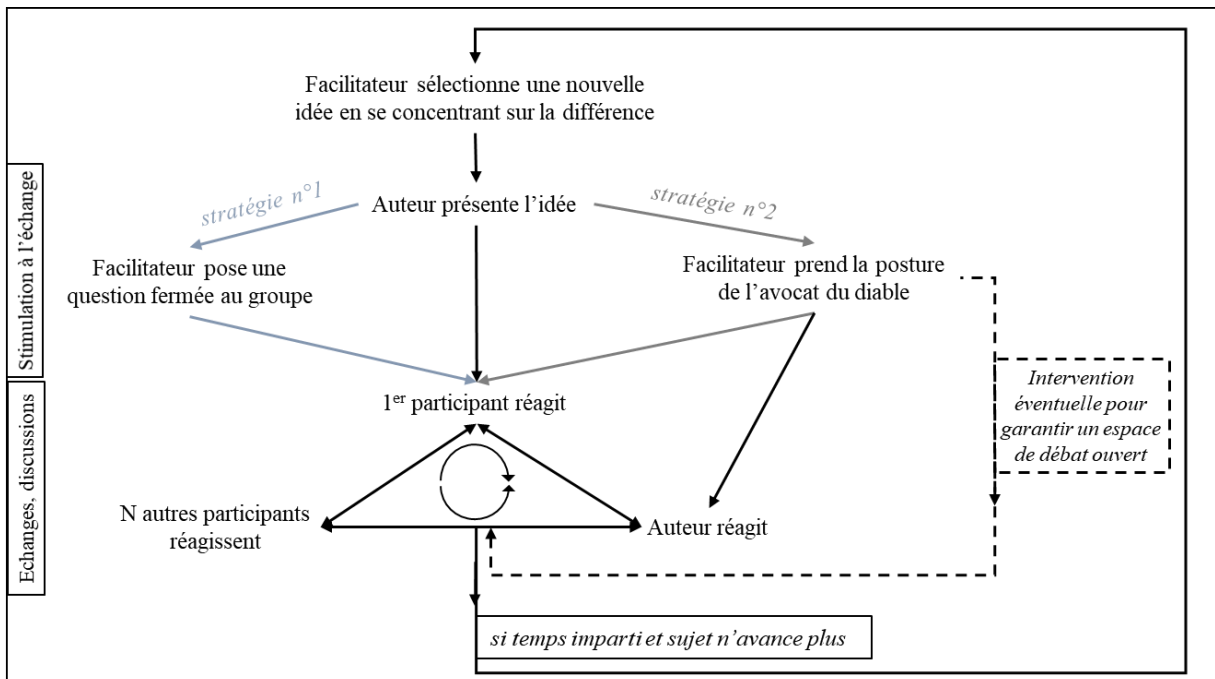 Facilitateur sélectionne une nouvelle
idée en se concentrant sur la différence
Stimulation à l'échange
stratégie n°1
Auteur présente l'idée
stratégie n°2
Facilitateur pose une
question fermée au groupe
Facilitateur prend la posture
de l'avocat du diable
Intervention
éventuelle pour
garantir un espace
de débat ouvert
Echanges, discussions
1er participant réagit
N autres participants
réagissent
Auteur réagit
si temps imparti et sujet n'avance plus